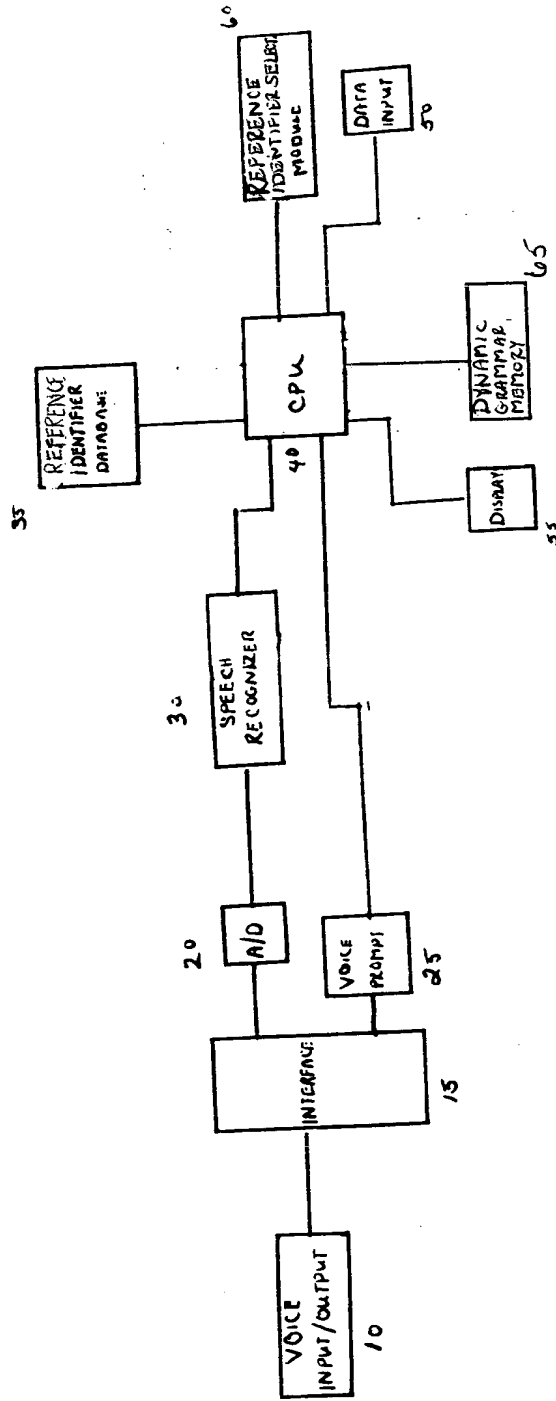 VOICE
INPUT/OUTPUT
10
INTERFACE
15
20
A/D
VOICE
PROMPTS
25
30
SPEECH
RECOGNIZER
35
REFERENCE
IDENTIFIER
DATABASE
CPU
40
60
REFERENCE
IDENTIFIER SELECT
MODULE
DATA
INPUT
50
DISPLAY
55
DYNAMIC
GRAMMAR
MEMORY
65